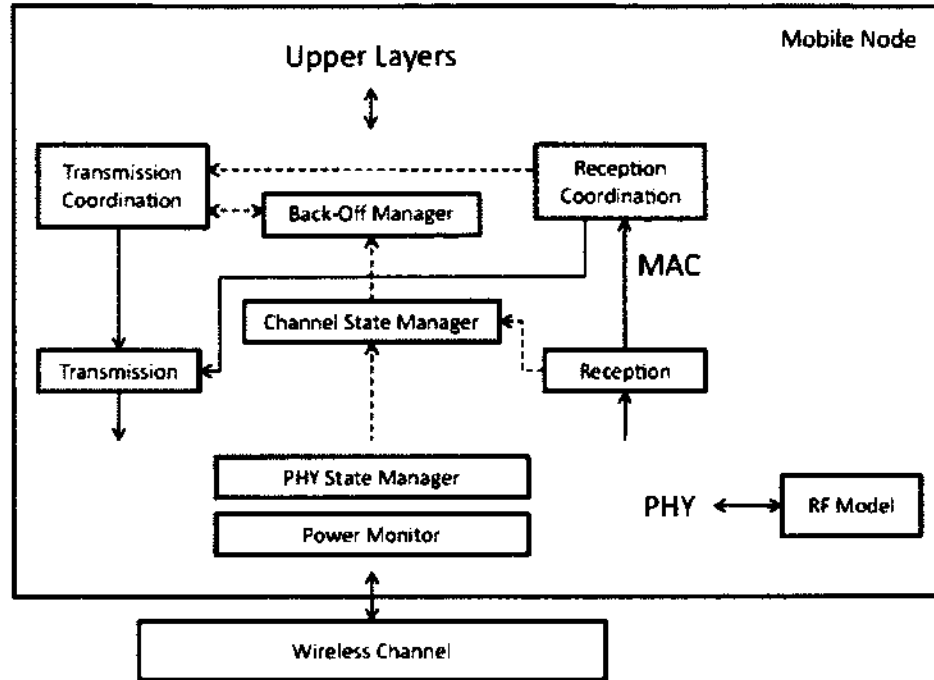 Mobile Node
Upper Layers
Transmission
Coordination
Reception
Coordination
Back-Off Manager
MAC
Channel State Manager
Transmission
Reception
PHY State Manager
PHY
RF Model
Power Monitor
Wireless Channel